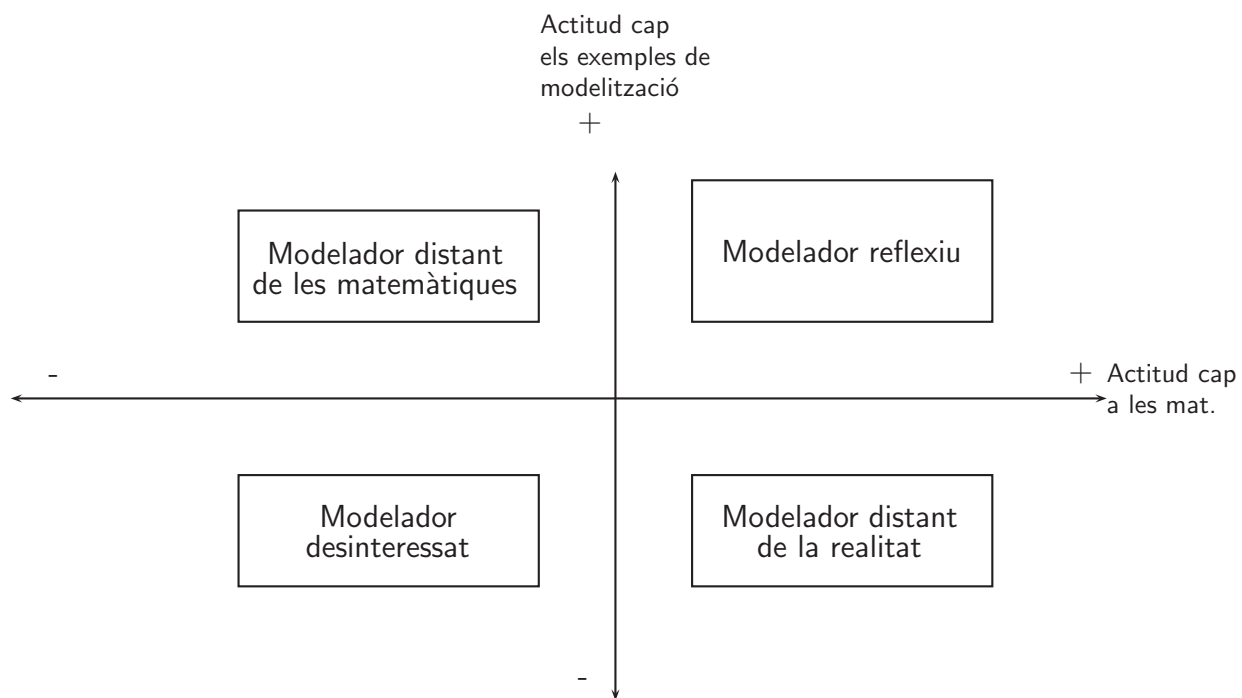 Actitud cap
els exemples de
modelització
+
Modelador distant
de les matemàtiques
Modelador reflexiu
-
+ Actitud cap
a les mat.
Modelador
desinteressat
Modelador distant
de la realitat
-